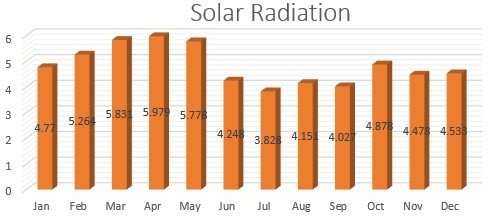 Solar Radiation
6
5
4
3
2
1
0
4.77 5.264 5.831 5.979 5.778 4.248 3.828 4.151 4.027 4.878 4.478 4.533
Jan Feb Mar Apr May Jun Jul Aug Sep Oct Nov Dec